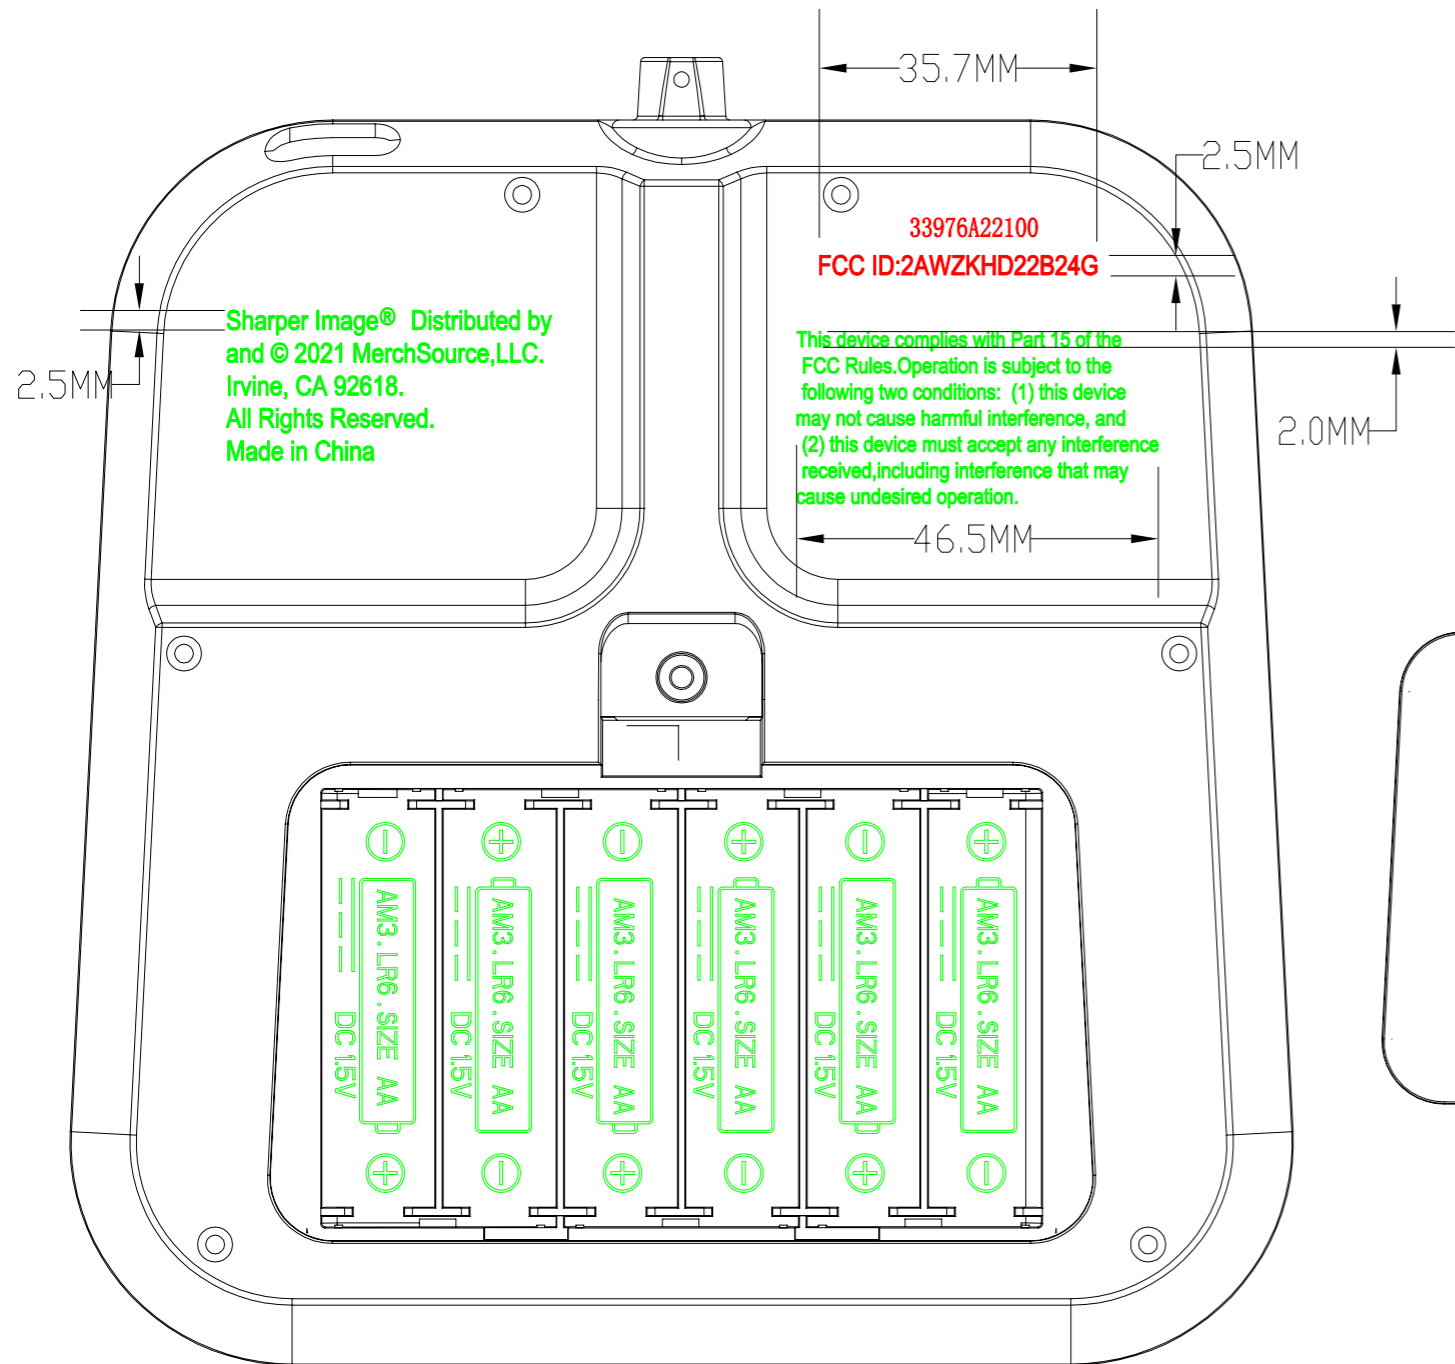 35.7MM
2.5MM
33976A22100
FCC ID:2AWZKHD22B24G
Sharper Image® Distributed by
and © 2021 MerchSource,LLC.
Irvine, CA 92618.
All Rights Reserved.
Made in China
2.5MM
This device complies with Part 15 of the
FCC Rules.Operation is subject to the
following two conditions: (1) this device
may not cause harmful interference, and
(2) this device must accept any interference
received,including interference that may
cause undesired operation.
2.0MM
46.5MM
AM3.LR6.SIZE AA
DC 1.5V
AM3.LR6.SIZE AA
DC 1.5V
AM3.LR6.SIZE AA
DC 1.5V
AM3.LR6.SIZE AA
DC 1.5V
AM3.LR6.SIZE AA
DC 1.5V
AM3.LR6.SIZE AA
DC 1.5V